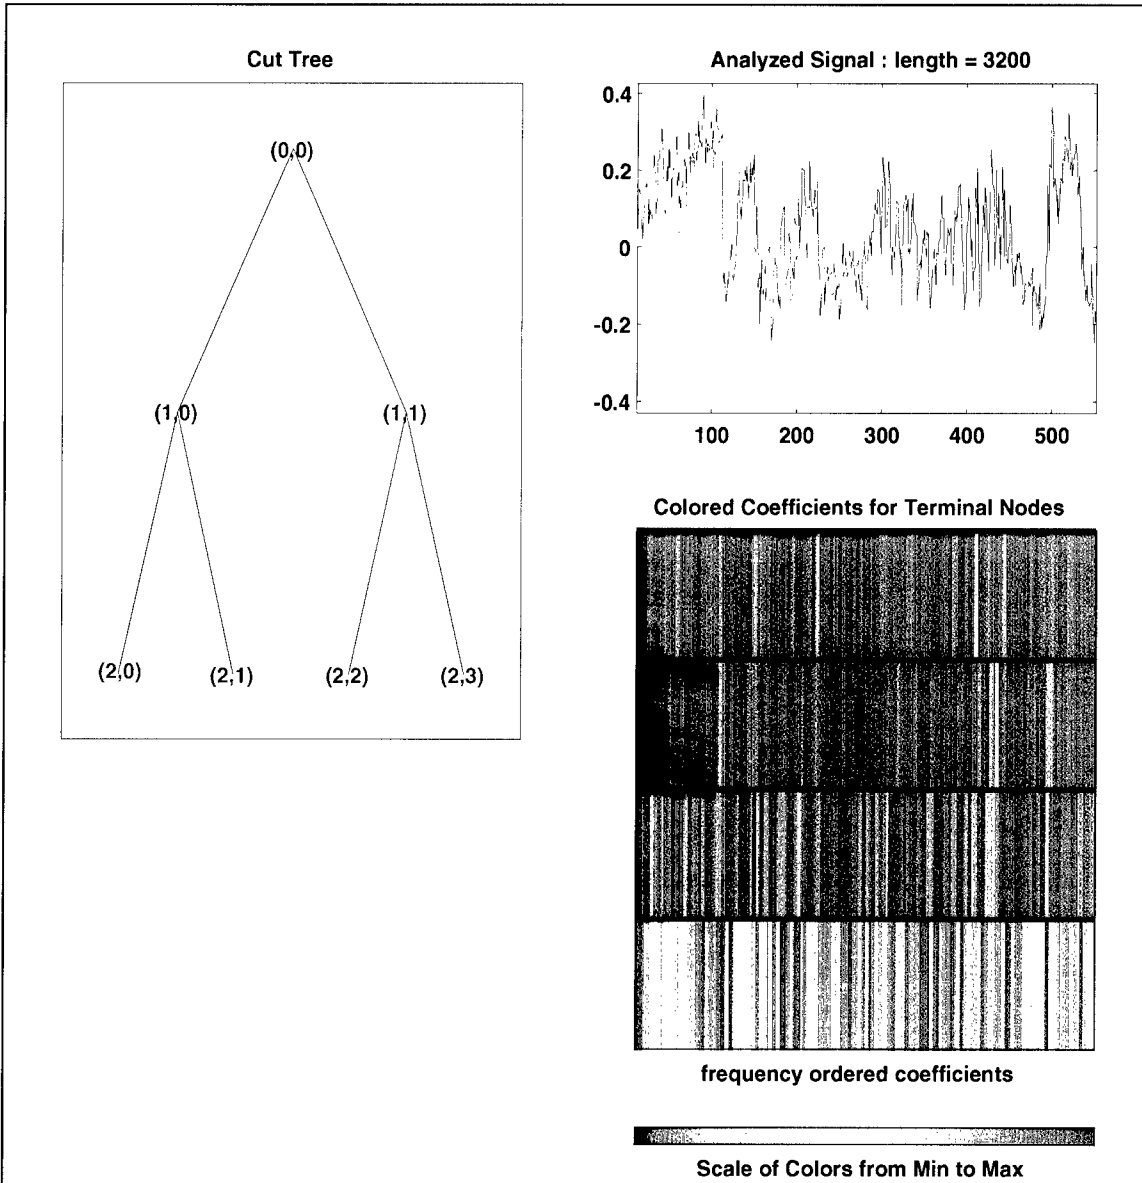 Cut Tree
(0,0)
(1,0) (1,1)
(2,0) (2,1) (2,2) (2,3)
Analyzed Signal : length = 3200
0.4
0.2
0
-0.2
-0.4
100 200 300 400 500
Colored Coefficients for Terminal Nodes
frequency ordered coefficients
Scale of Colors from Min to Max